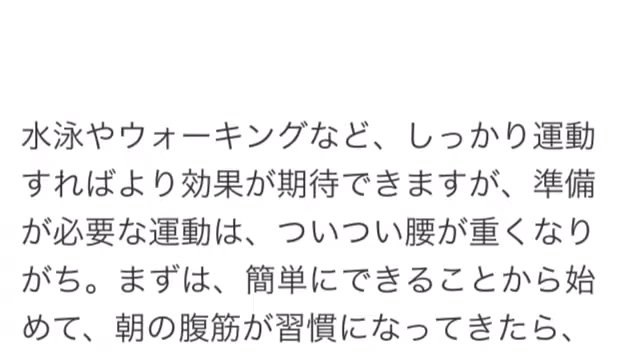 水泳やウォーキングなど、しっかり運動
すればより効果が期待できますが、準備
が必要な運動は、ついつい腰が重くなり
がち。まずは、簡単にできることから始
めて、朝の腹筋が習慣になってきたら、